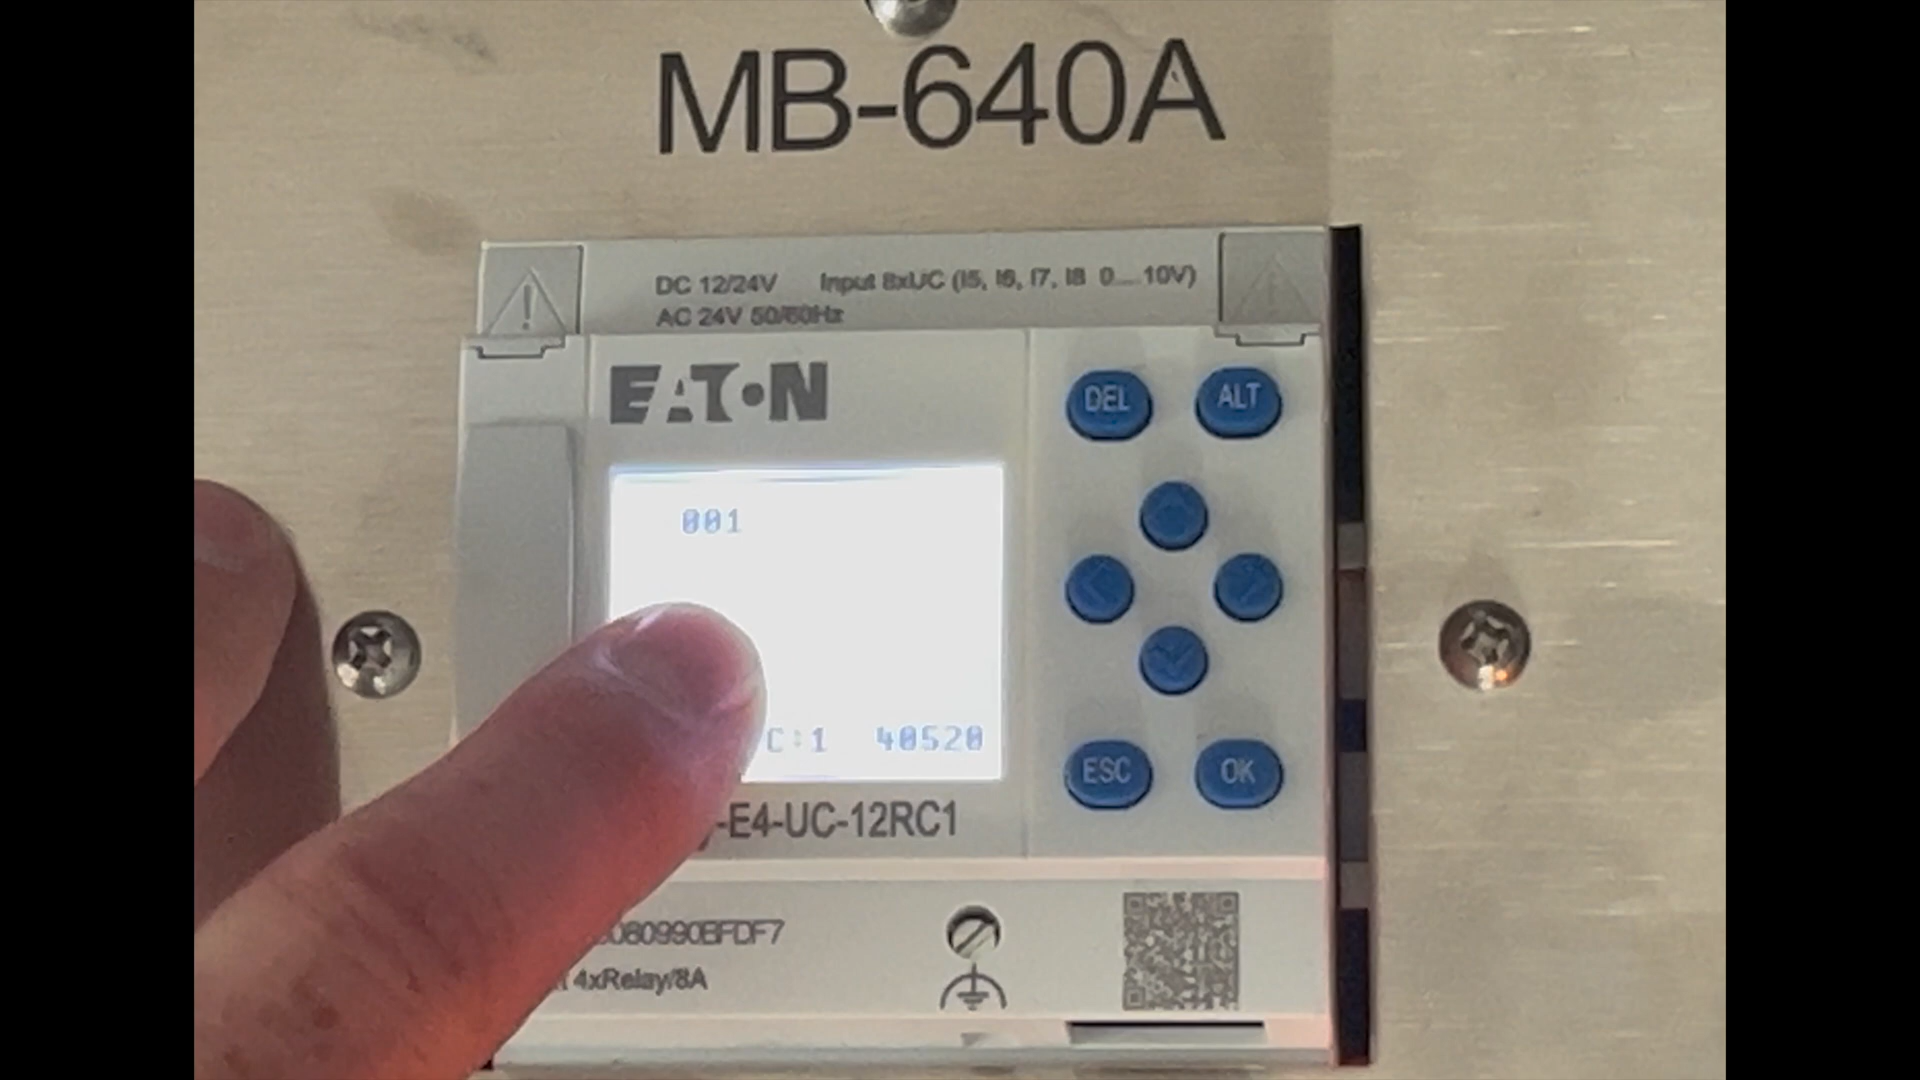 MB-640A
DC 12/24V Input 8xUC (I5, I6, I7, I8 0....10V)
AC 24V 50/60Hz
EATON
DEL ALT
001
C:1 40520
ESC OK
-E4-UC-12RC1
080990BFDF7
4xRelay/8A